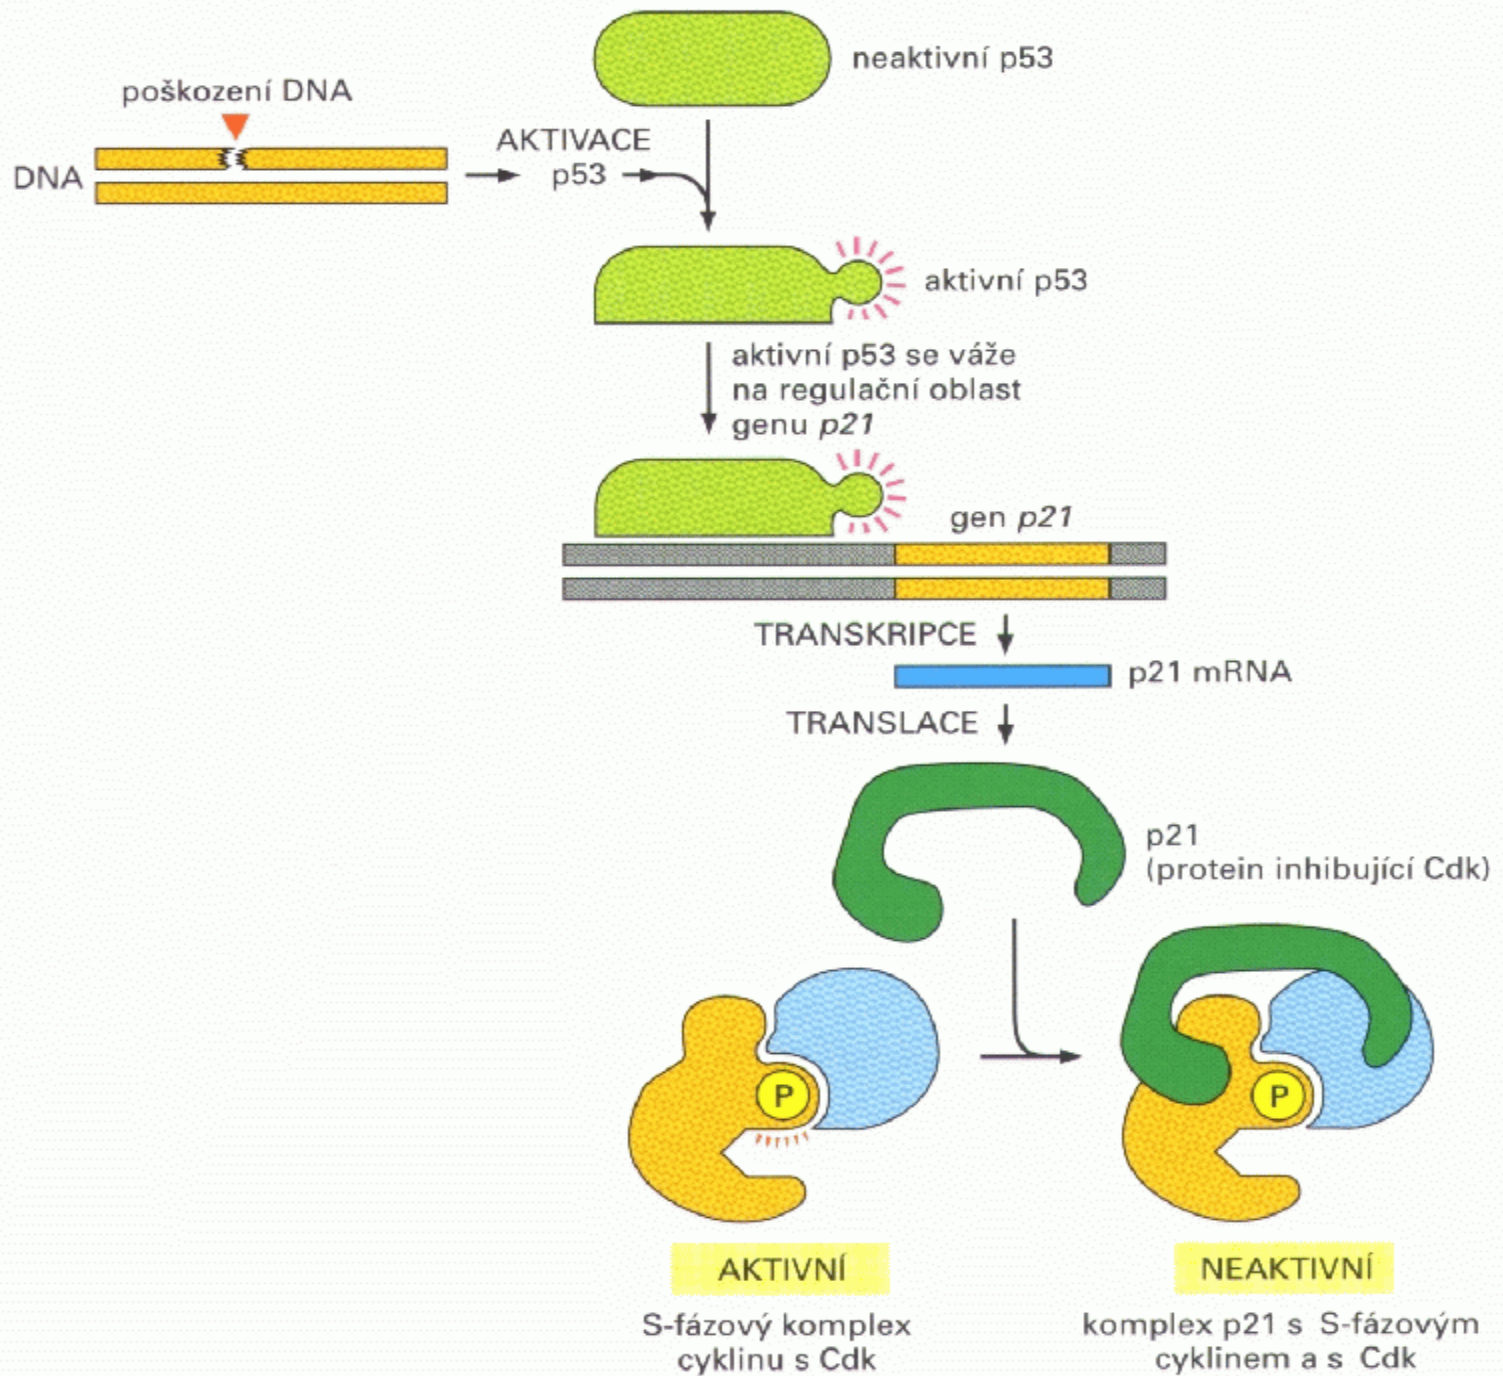 neaktivní p53
poškození DNA
AKTIVACE
p53
DNA
aktivní p53
aktivní p53 se váže
na regulační oblast
genu p21
gen p21
TRANSKRIPCE
p21 mRNA
TRANSLACE
p21
(protein inhibující Cdk)
P
P
AKTIVNÍ
NEAKTIVNÍ
S-fázový komplex
cyklinu s Cdk
komplex p21 s S-fázovým
cyklinem a s Cdk